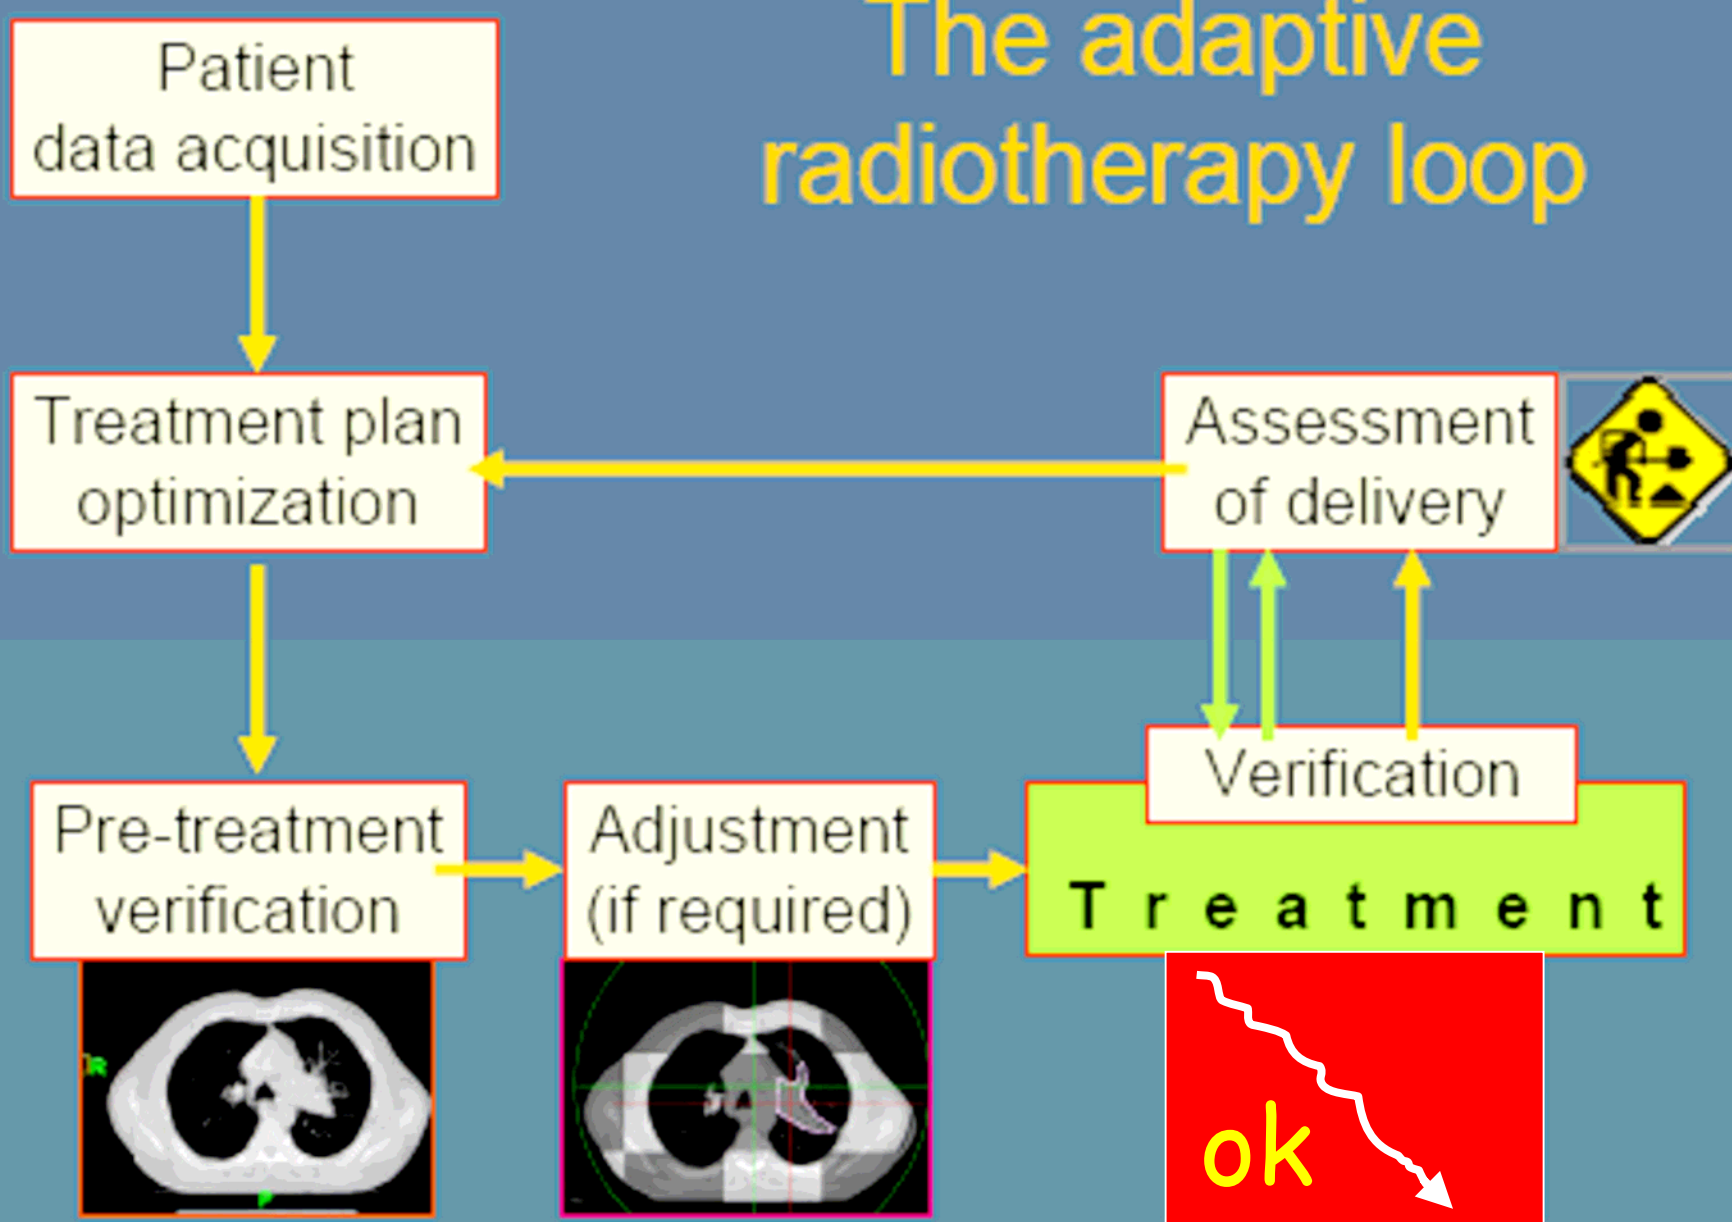 The adaptive
radiotherapy loop
Patient
data acquisition
Treatment plan
optimization
Assessment
of delivery
Pre-treatment
verification
Adjustment
(if required)
Verification
Treatment
R
P
ok